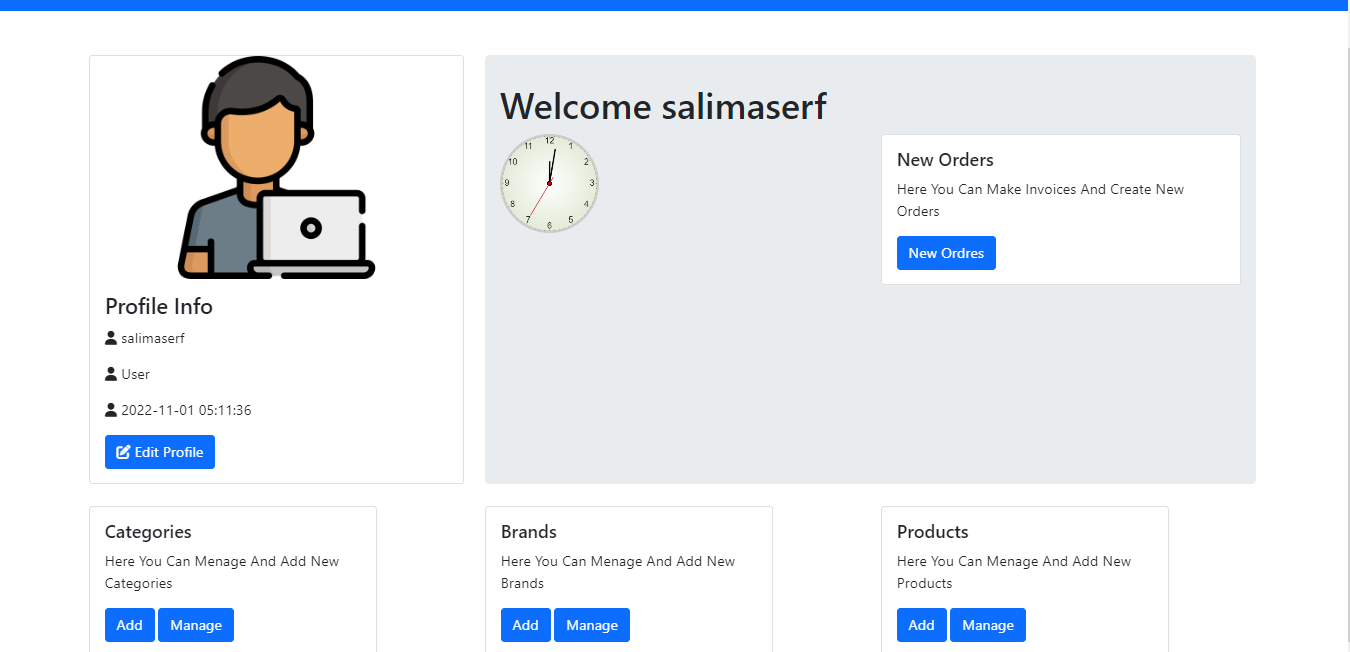 Profile Info
salimaserf
User
2022-11-01 05:11:36
Edit Profile
Welcome salimaserf
12
1
2
3
4
5
6
7
8
9
10
11
New Orders
Here You Can Make Invoices And Create New
Orders
New Ordres
Categories
Here You Can Menage And Add New
Categories
Add Manage
Brands
Here You Can Menage And Add New
Brands
Add Manage
Products
Here You Can Menage And Add New
Products
Add Manage